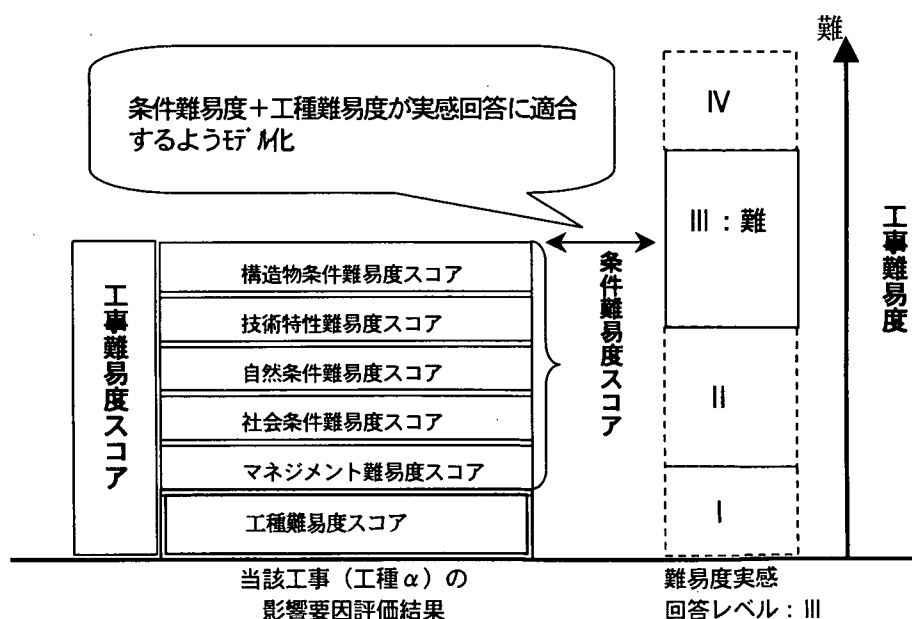 難
条件難易度＋工種難易度が実感回答に適合
するようモデル化
Ⅳ
Ⅲ：難
Ⅱ
Ⅰ
工事難易度
工事難易度スコア
構造物条件難易度スコア
技術特性難易度スコア
自然条件難易度スコア
社会条件難易度スコア
マネジメント難易度スコア
工種難易度スコア
条件難易度スコア
当該工事（工種α）の
影響要因評価結果
難易度実感
回答レベル：Ⅲ